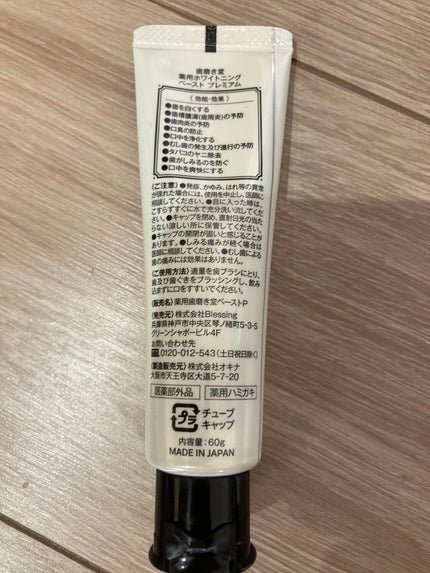 歯磨き堂
薬用ホワイトニング
ペースト プレミアム
〈効能・効果〉
●歯を白くする
●歯槽膿漏(歯周炎)の予防
●歯肉炎の予防
●口臭の防止
●口中を浄化する
●むし歯の発生及び進行の予防
●タバコのヤニ除去
●歯がしみるのを防ぐ
●口中を爽快にする
〈ご注意〉●発疹、かゆみ、はれ等の異常
が現れた場合には、使用を中止し、医師に
相談してください。●目に入った時は、
こすらずすぐに水で充分洗い流してくだ
さい。●キャップを閉め、直射日光の当た
らない涼しい所に保管してください。
●キャップの開閉が固いと感じることが
あります。●しみる痛みが続く場合は
医師に相談してください。●むし歯
の痛みには効果はありません。
〈ご使用方法〉適量を歯ブラシにとり、
歯及び歯ぐきをブラッシングし、飲み
込まずに口をすすいでください。
〈販売名〉薬用歯磨き堂ペーストP
〈発売元〉株式会社Blessing
兵庫県神戸市中央区琴ノ緒町5-3-5
グリーンシャポービル4F
お問い合わせ先
0120-012-543(土日祝日除く)
〈製造販売元〉株式会社オキナ
大阪市天王寺区大道5-7-20
医薬部外品 薬用ハミガキ
プラ チューブ
キャップ
内容量:60g
MADE IN JAPAN